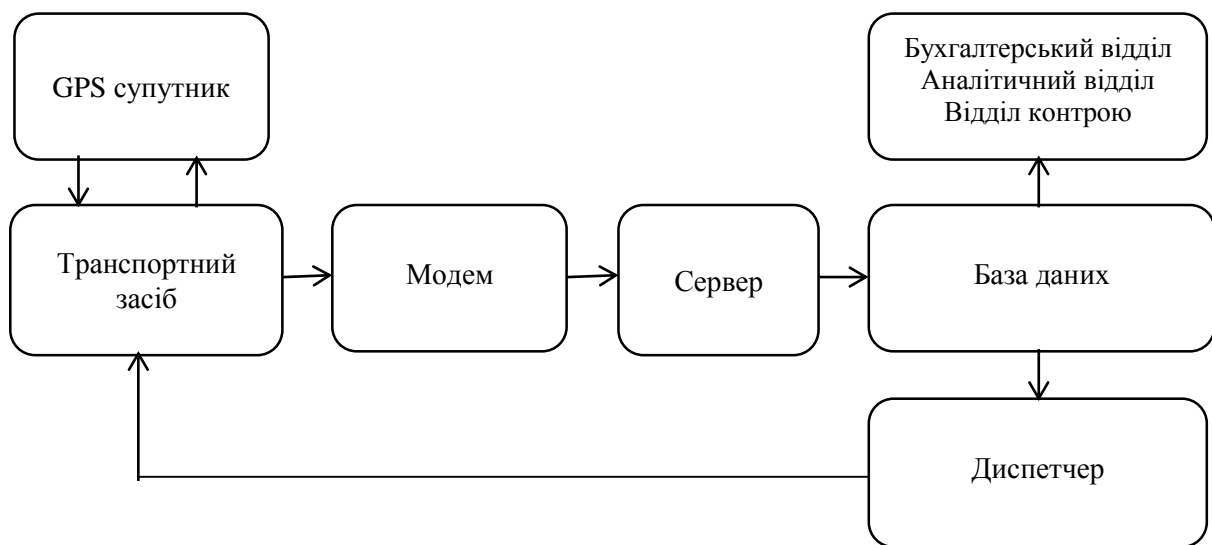 GPS супутник
Бухгалтерський відділ
Аналітичний відділ
Відділ контрою
Транспортний
засіб
Модем
Сервер
База даних
Диспетчер